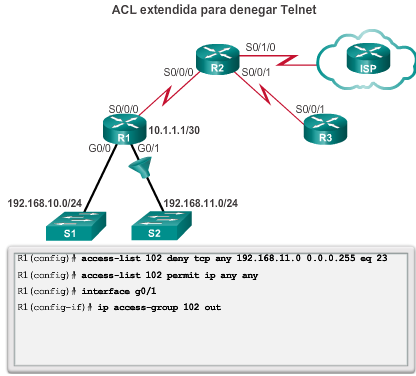 ACL extendida para denegar Telnet
S0/1/0
R2
ISP
S0/0/0
S0/0/1
S0/0/0
S0/0/1
R1
10.1.1.1/30
R3
G0/0
G0/1
192.168.10.0/24
192.168.11.0/24
S1
S2
R1(config)# access-list 102 deny tcp any 192.168.11.0 0.0.0.255 eq 23
R1(config)# access-list 102 permit ip any any
R1(config)# interface g0/1
R1(config-if)# ip access-group 102 out